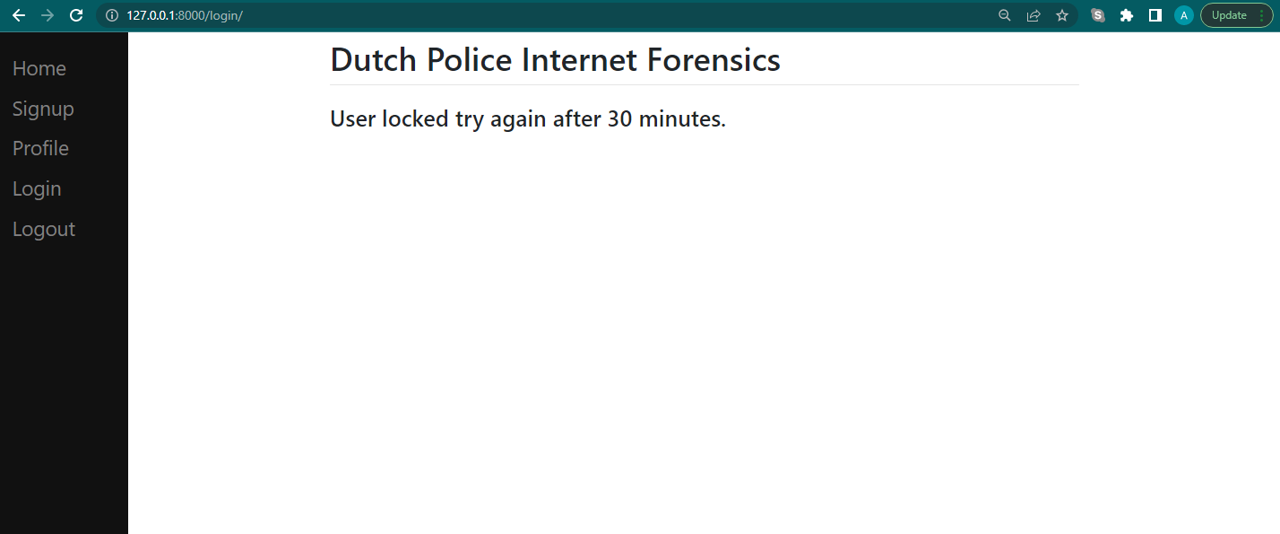 127.0.0.1:8000/login/
S
A
Update
Home
Signup
Profile
Login
Logout
Dutch Police Internet Forensics
User locked try again after 30 minutes.